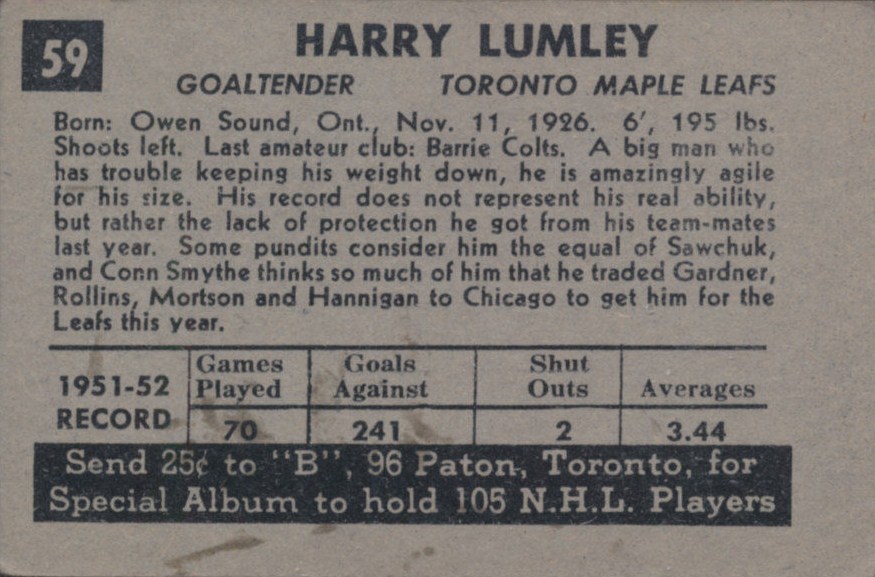 59
HARRY LUMLEY
GOALTENDER TORONTO MAPLE LEAFS
Born: Owen Sound, Ont., Nov. 11, 1926. 6', 195 lbs.
Shoots left. Last amateur club: Barrie Colts. A big man who
has trouble keeping his weight down, he is amazingly agile
for his size. His record does not represent his real ability,
but rather the lack of protection he got from his team-mates
last year. Some pundits consider him the equal of Sawchuk,
and Conn Smythe thinks so much of him that he traded Gardner,
Rollins, Mortson and Hannigan to Chicago to get him for the
Leafs this year.
1951-52 RECORD
Games Played Goals Against Shut Outs Averages
70 241 2 3.44
Send 25¢ to "B", 96 Paton, Toronto, for
Special Album to hold 105 N.H.L. Players